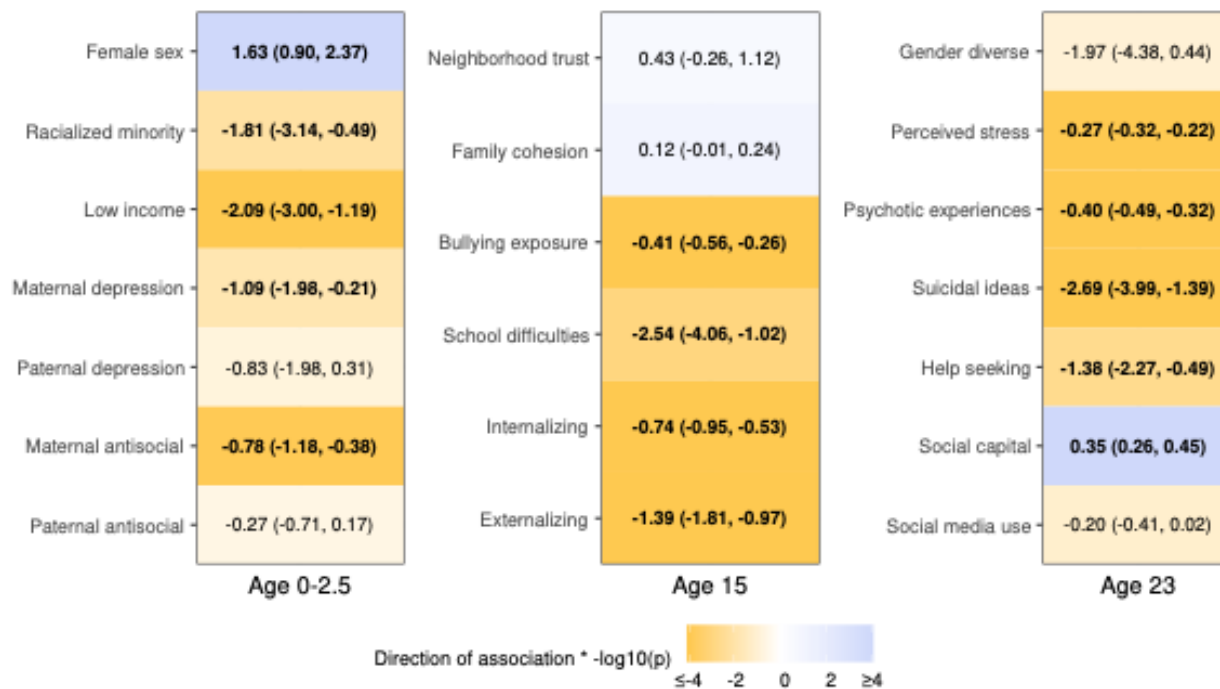 Female sex 1.63 (0.90, 2.37)
Racialized minority -1.81 (-3.14, -0.49)
Low income -2.09 (-3.00, -1.19)
Maternal depression -1.09 (-1.98, -0.21)
Paternal depression -0.83 (-1.98, 0.31)
Maternal antisocial -0.78 (-1.18, -0.38)
Paternal antisocial -0.27 (-0.71, 0.17)
Age 0-2.5
Neighborhood trust 0.43 (-0.26, 1.12)
Family cohesion 0.12 (-0.01, 0.24)
Bullying exposure -0.41 (-0.56, -0.26)
School difficulties -2.54 (-4.06, -1.02)
Internalizing -0.74 (-0.95, -0.53)
Externalizing -1.39 (-1.81, -0.97)
Age 15
Gender diverse -1.97 (-4.38, 0.44)
Perceived stress -0.27 (-0.32, -0.22)
Psychotic experiences -0.40 (-0.49, -0.32)
Suicidal ideas -2.69 (-3.99, -1.39)
Help seeking -1.38 (-2.27, -0.49)
Social capital 0.35 (0.26, 0.45)
Social media use -0.20 (-0.41, 0.02)
Age 23
Direction of association * -log10(p)
≤-4 -2 0 2 ≥4